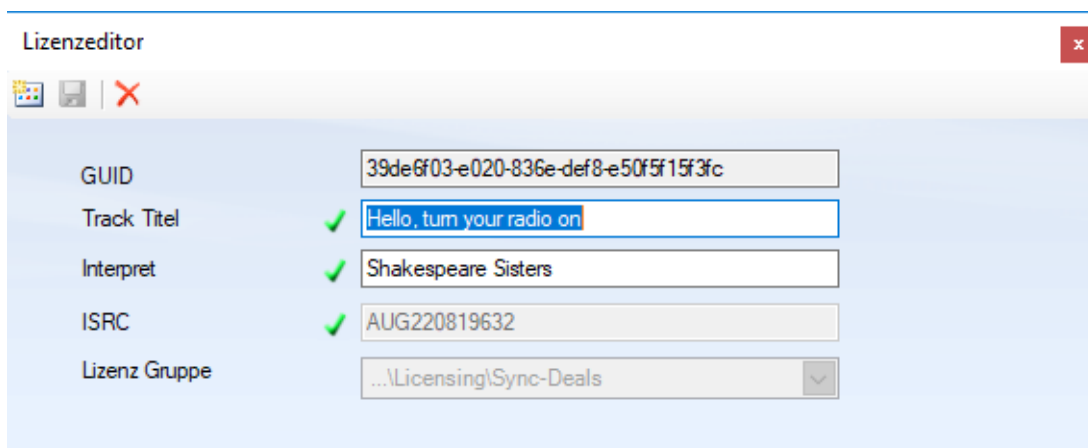 Lizenzeditor
x
GUID 39de6f03-e020-836e-def8-e50f5f15f3fc
Track Titel Hello, turn your radio on
Interpret Shakespeare Sisters
ISRC AUG220819632
Lizenz Gruppe ...\Licensing\Sync-Deals